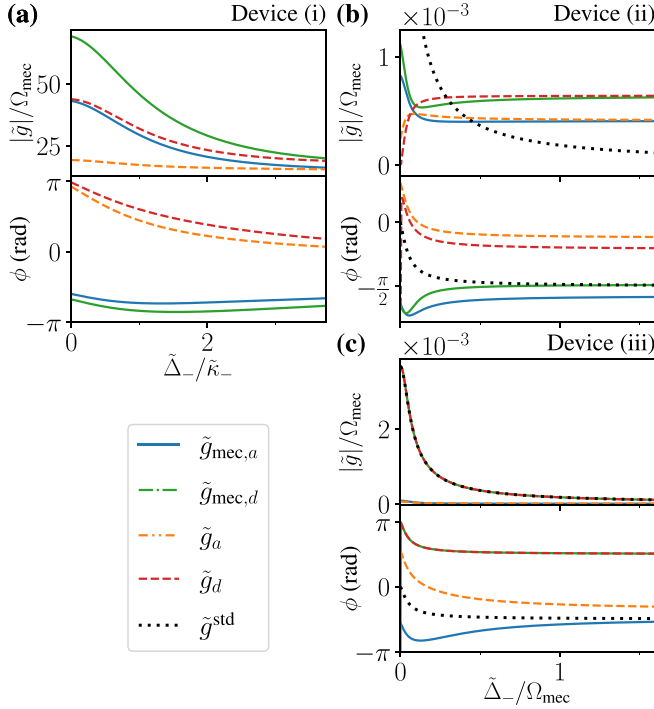 (a) Device (i)
|g̃|/Ω_mec
50
25
ϕ (rad)
π
0
−π
0 2
Δ̃₋/κ̃₋
g̃_mec,a
g̃_mec,d
g̃_a
g̃_d
g̃^std
(b) ×10⁻³ Device (ii)
|g̃|/Ω_mec
1
0
ϕ (rad)
0
−π/2
(c) ×10⁻³ Device (iii)
|g̃|/Ω_mec
2
0
ϕ (rad)
π
0
−π
0 1
Δ̃₋/Ω_mec